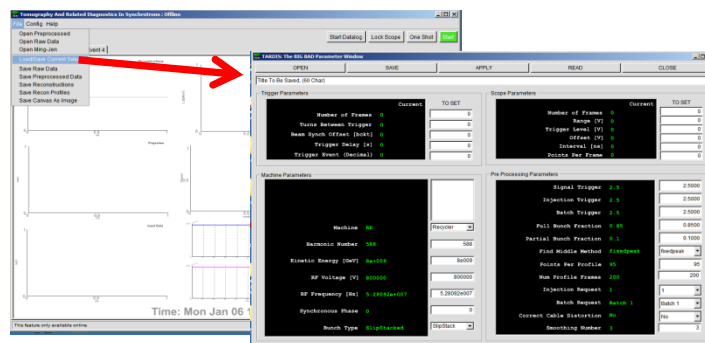 Tomography And Related Diagnostics In Synchrotrons : Offline
File Config Help
Open Preprocessed
Open Raw Data
Open Ming-Jen
Load/Save Current State
Save Raw Data
Save Preprocessed Data
Save Reconstructions
Save Recon Profiles
Save Canvas As Image
Event 4
Start Datalog Lock Scope One Shot Start
Time: Mon Jan 06 1
This feature only available online.
TARDIS: The BIG BAD Parameter Window
OPEN SAVE APPLY READ CLOSE
Title To Be Saved, (60 Char)
Trigger Parameters
Current TO SET
Number of Frames 0 0
Turns Between Trigger 0 0
Beam Synch Offset [bckt] 0 0
Trigger Delay [s] 0 0
Trigger Event (Decimal) 0 0
Scope Parameters
Current TO SET
Number of Frames 0 0
Range [V] 0 0
Trigger Level [V] 0 0
Offset [V] 0 0
Interval [ns] 0 0
Points Per Frame 0 0
Machine Parameters
Machine RR Recycler
Harmonic Number 588 588
Kinetic Energy [GeV] 8e+009 8e009
RF Voltage [V] 800000 800000
RF Frequency [Hz] 5.28092e+007 5.28092e007
Synchronous Phase 0 0
Bunch Type SlipStacked SlipStack
Pre Processing Parameters
Signal Trigger 2.5 2.5000
Injection Trigger 2.5 2.5000
Batch Trigger 2.5 2.5000
Full Bunch Fraction 0.85 0.8500
Partial Bunch Fraction 0.1 0.1000
Find Middle Method fixedpeak fixedpeak
Points Per Profile 95 95
Num Profile Frames 200 200
Injection Request 1 1
Batch Request Batch 1 Batch 1
Correct Cable Distortion No No
Smoothing Number 3 3